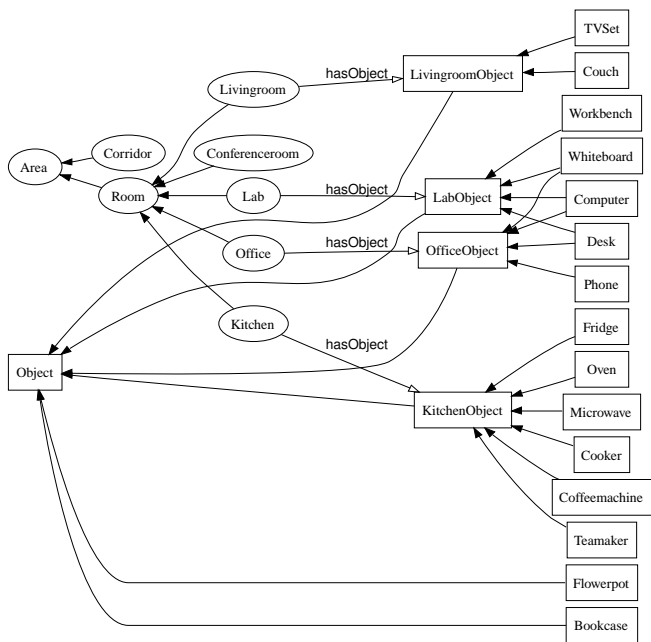 TVSet
hasObject
Livingroom
LivingroomObject
Couch
Workbench
Corridor
Conferenceroom
Whiteboard
Area
hasObject
Room
Lab
LabObject
Computer
hasObject
Office
OfficeObject
Desk
Phone
Kitchen
Fridge
hasObject
Object
Oven
KitchenObject
Microwave
Cooker
Coffeemachine
Teamaker
Flowerpot
Bookcase